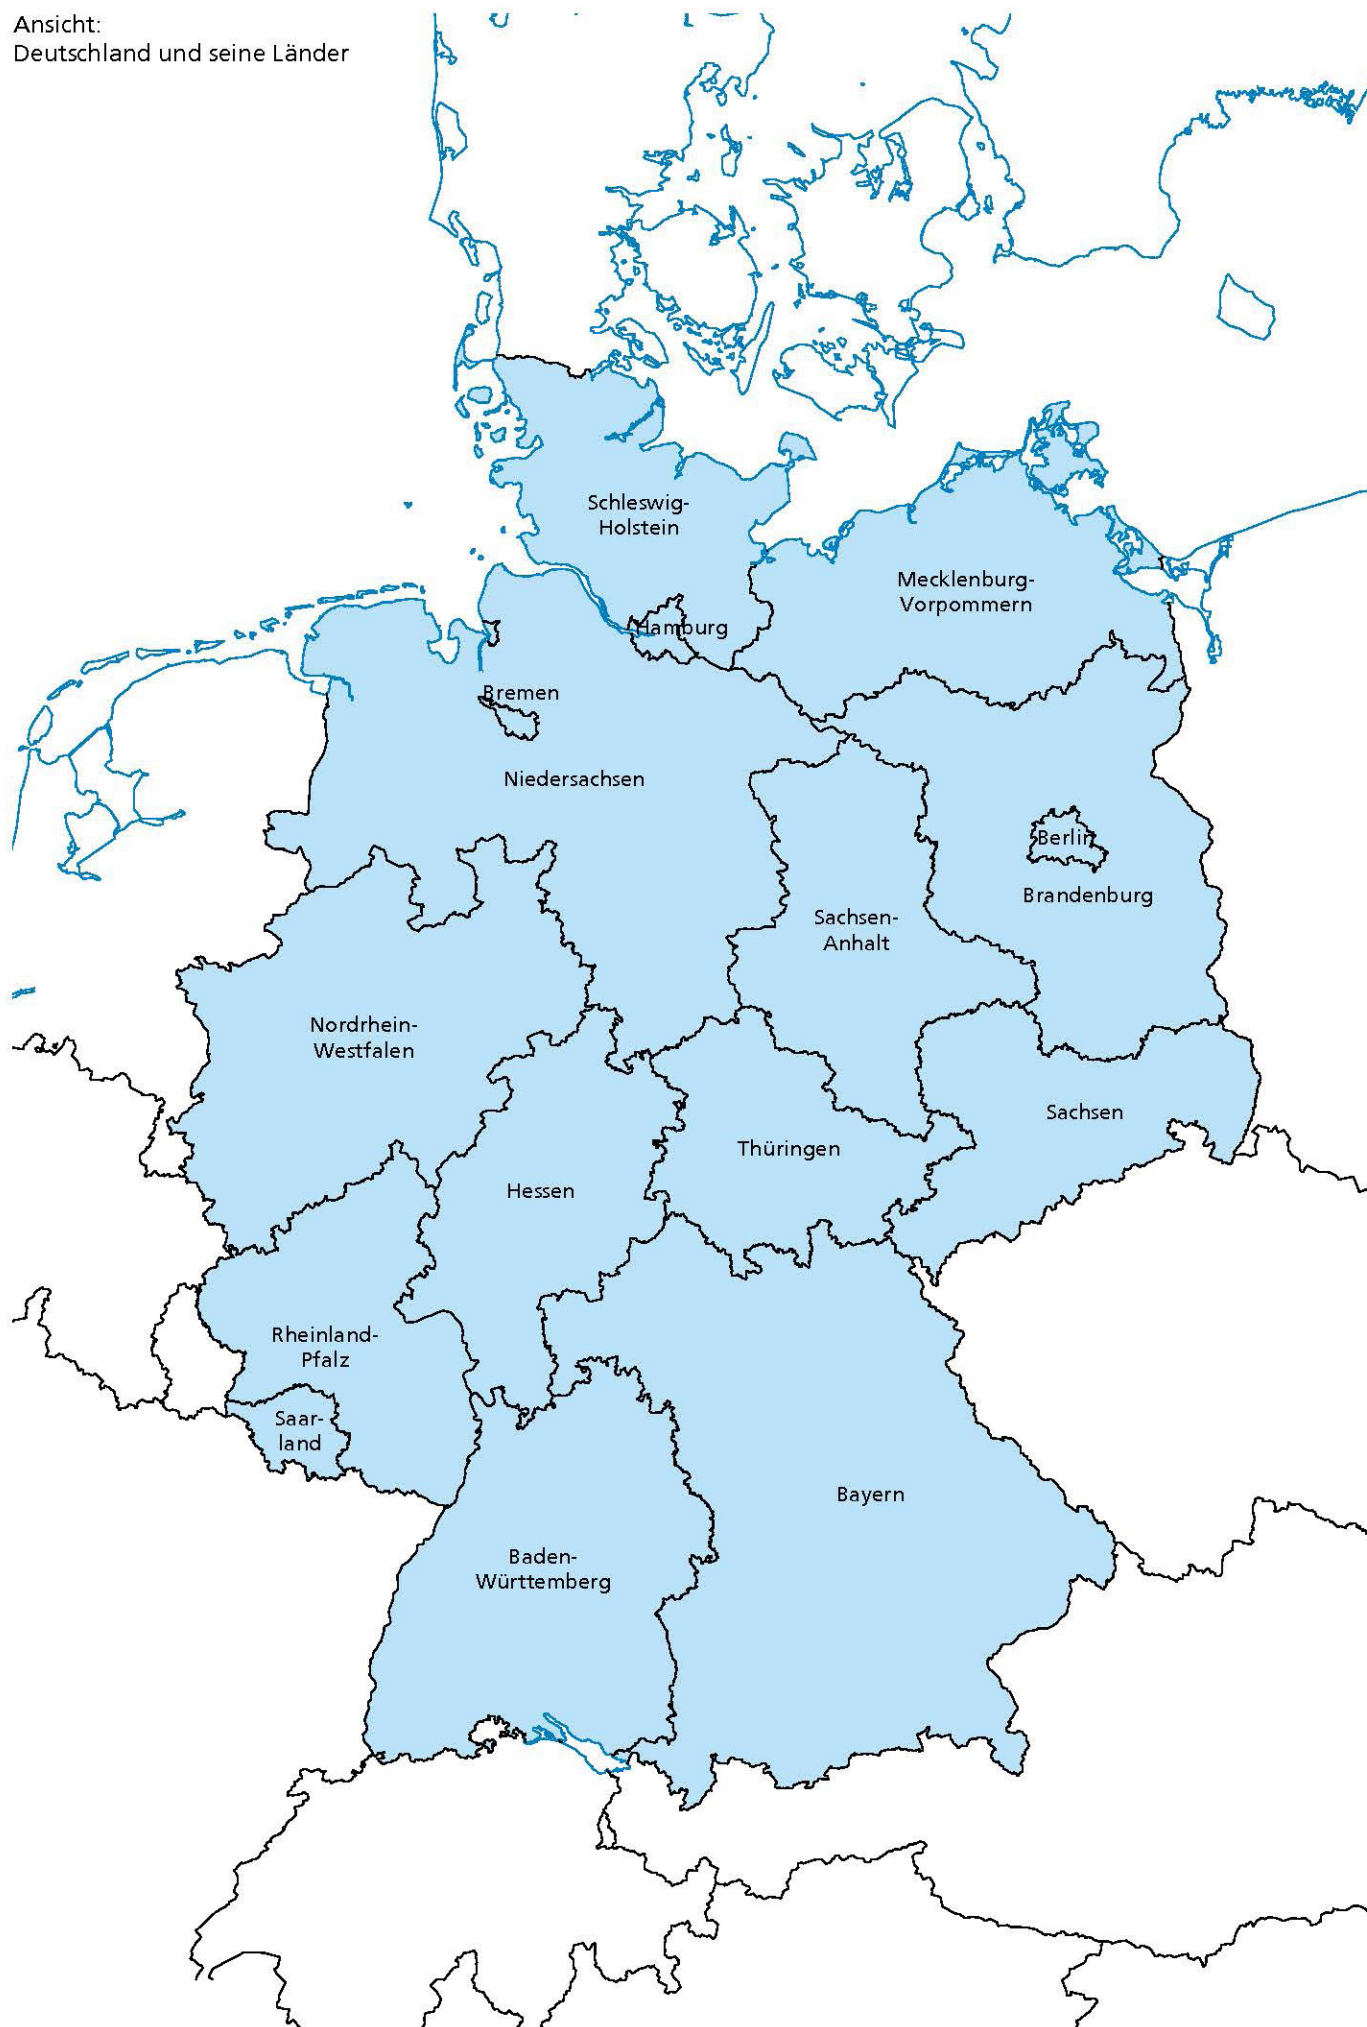 Ansicht:
Deutschland und seine Länder
Schleswig-
Holstein
Mecklenburg-
Vorpommern
Hamburg
Bremen
Niedersachsen
Berlin
Brandenburg
Sachsen-
Anhalt
Nordrhein-
Westfalen
Sachsen
Thüringen
Hessen
Rheinland-
Pfalz
Saar-
land
Bayern
Baden-
Württemberg